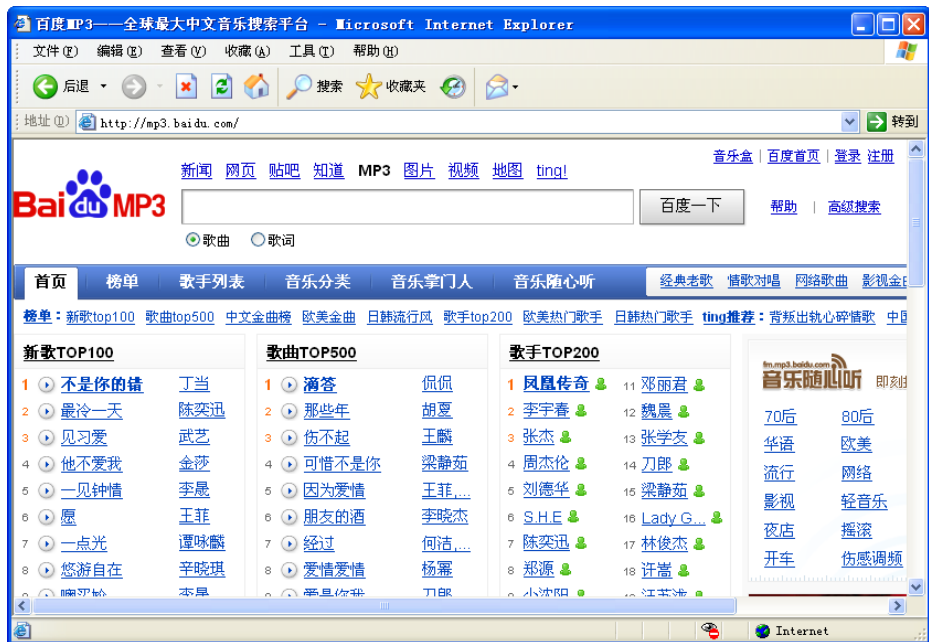 百度MP3——全球最大中文音乐搜索平台 - Microsoft Internet Explorer
文件(F) 编辑(E) 查看(V) 收藏(A) 工具(T) 帮助(H)
后退 搜索 收藏夹
地址(D) http://mp3.baidu.com/ 转到
音乐盒 | 百度首页 | 登录 注册
新闻 网页 贴吧 知道 MP3 图片 视频 地图 ting!
Bai du MP3 百度一下 帮助 | 高级搜索
歌曲 歌词
首页 榜单 歌手列表 音乐分类 音乐掌门人 音乐随心听 经典老歌 情歌对唱 网络歌曲 影视金
榜单: 新歌top100 歌曲top500 中文金曲榜 欧美金曲 日韩流行风 歌手top200 欧美热门歌手 日韩热门歌手 ting推荐: 背叛出轨心碎情歌 中
新歌TOP100 歌曲TOP500 歌手TOP200
fm.mp3.baidu.com
音乐随心听 即刻
1 不是你的错 丁当 1 滴答 侃侃 1 凤凰传奇 11 邓丽君
2 最冷一天 陈奕迅 2 那些年 胡夏 2 李宇春 12 魏晨 70后 80后
3 见习爱 武艺 3 伤不起 王麟 3 张杰 13 张学友 华语 欧美
4 他不爱我 金莎 4 可惜不是你 梁静茹 4 周杰伦 14 刀郎 流行 网络
5 一见钟情 李晟 5 因为爱情 王菲,... 5 刘德华 15 梁静茹 影视 轻音乐
6 愿 王菲 6 朋友的酒 李晓杰 6 S.H.E 16 Lady G... 夜店 摇滚
7 一点光 谭咏麟 7 经过 何洁,... 7 陈奕迅 17 林俊杰 开车 伤感调频
8 悠游自在 辛晓琪 8 爱情爱情 杨幂 8 郑源 18 许嵩
Internet